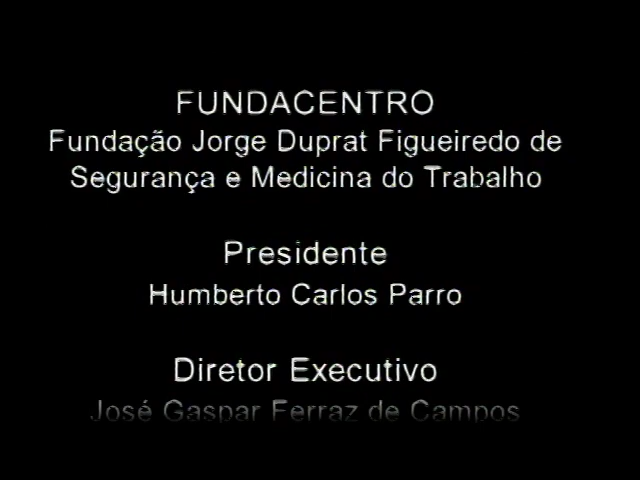 FUNDACENTRO
Fundação Jorge Duprat Figueiredo de
Segurança e Medicina do Trabalho
Presidente
Humberto Carlos Parro
Diretor Executivo
José Gaspar Ferraz de Campos